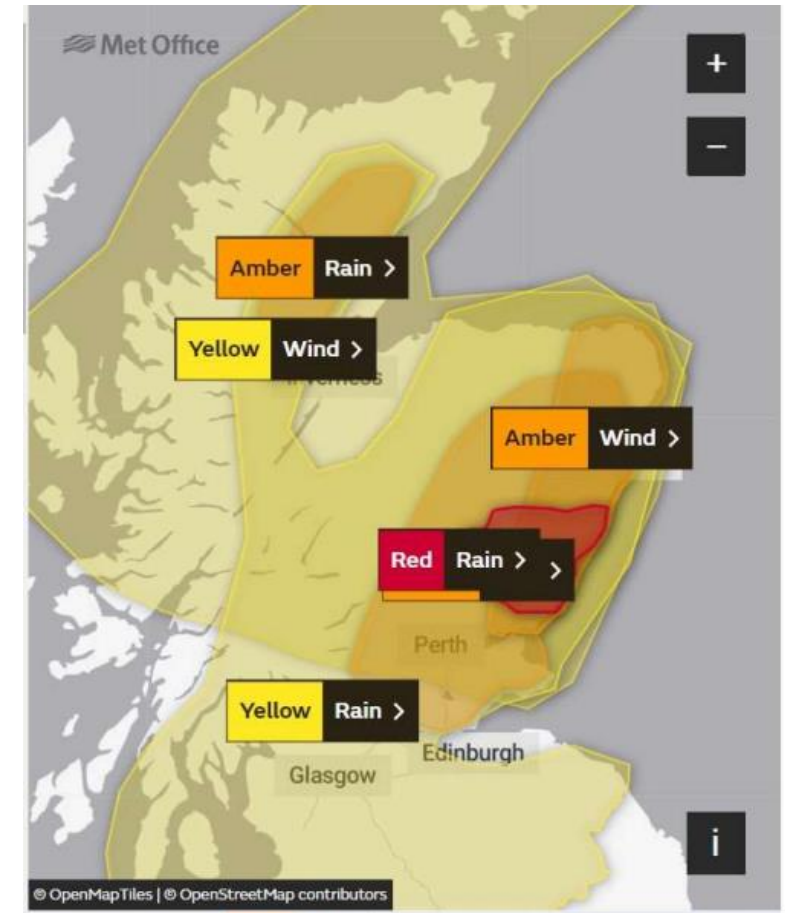 Met Office
+
−
Amber Rain >
Yellow Wind >
Amber Wind >
Red Rain >
>
Perth
Yellow Rain >
Edinburgh
Glasgow
i
© OpenMapTiles | © OpenStreetMap contributors